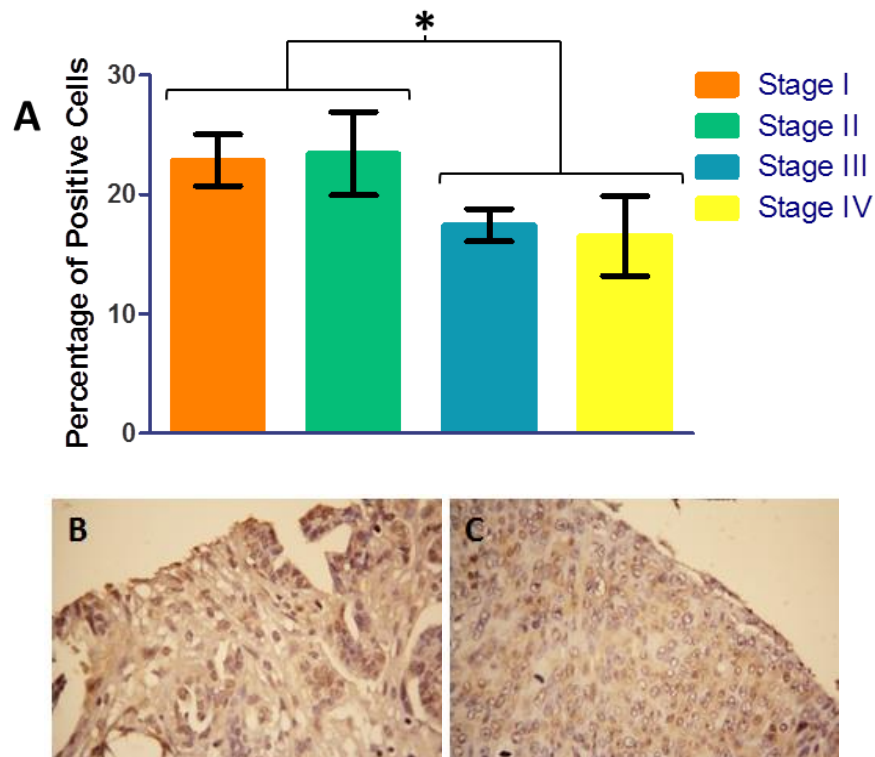 *
A
Percentage of Positive Cells
30
20
10
0
Stage I
Stage II
Stage III
Stage IV
B
C